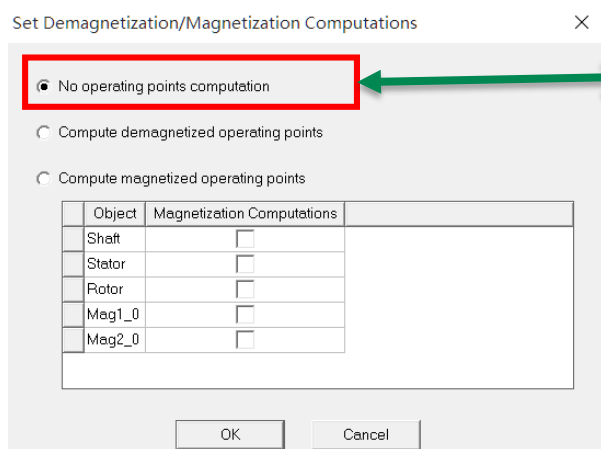 Set Demagnetization/Magnetization Computations
No operating points computation
Compute demagnetized operating points
Compute magnetized operating points
Object Magnetization Computations
Shaft
Stator
Rotor
Mag1_0
Mag2_0
OK Cancel